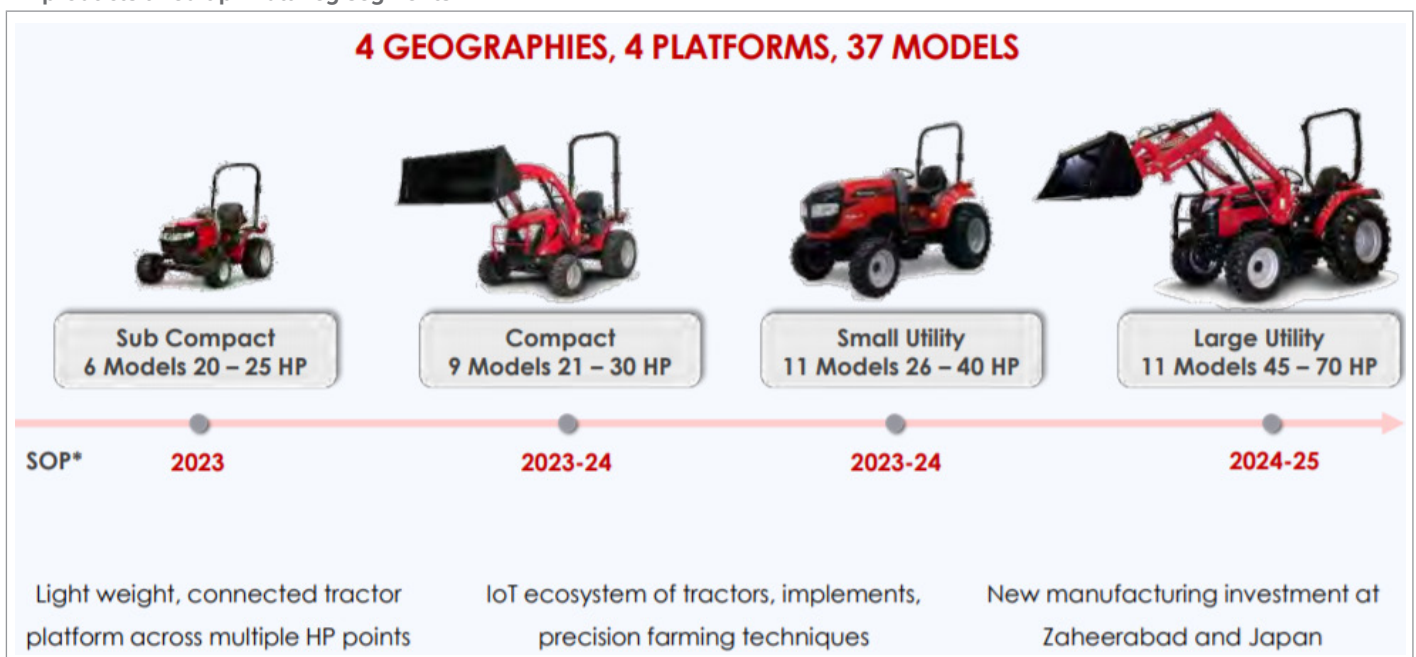 4 GEOGRAPHIES, 4 PLATFORMS, 37 MODELS
Sub Compact
6 Models 20 – 25 HP
Compact
9 Models 21 – 30 HP
Small Utility
11 Models 26 – 40 HP
Large Utility
11 Models 45 – 70 HP
SOP*
2023
2023-24
2023-24
2024-25
Light weight, connected tractor
platform across multiple HP points
IoT ecosystem of tractors, implements,
precision farming techniques
New manufacturing investment at
Zaheerabad and Japan